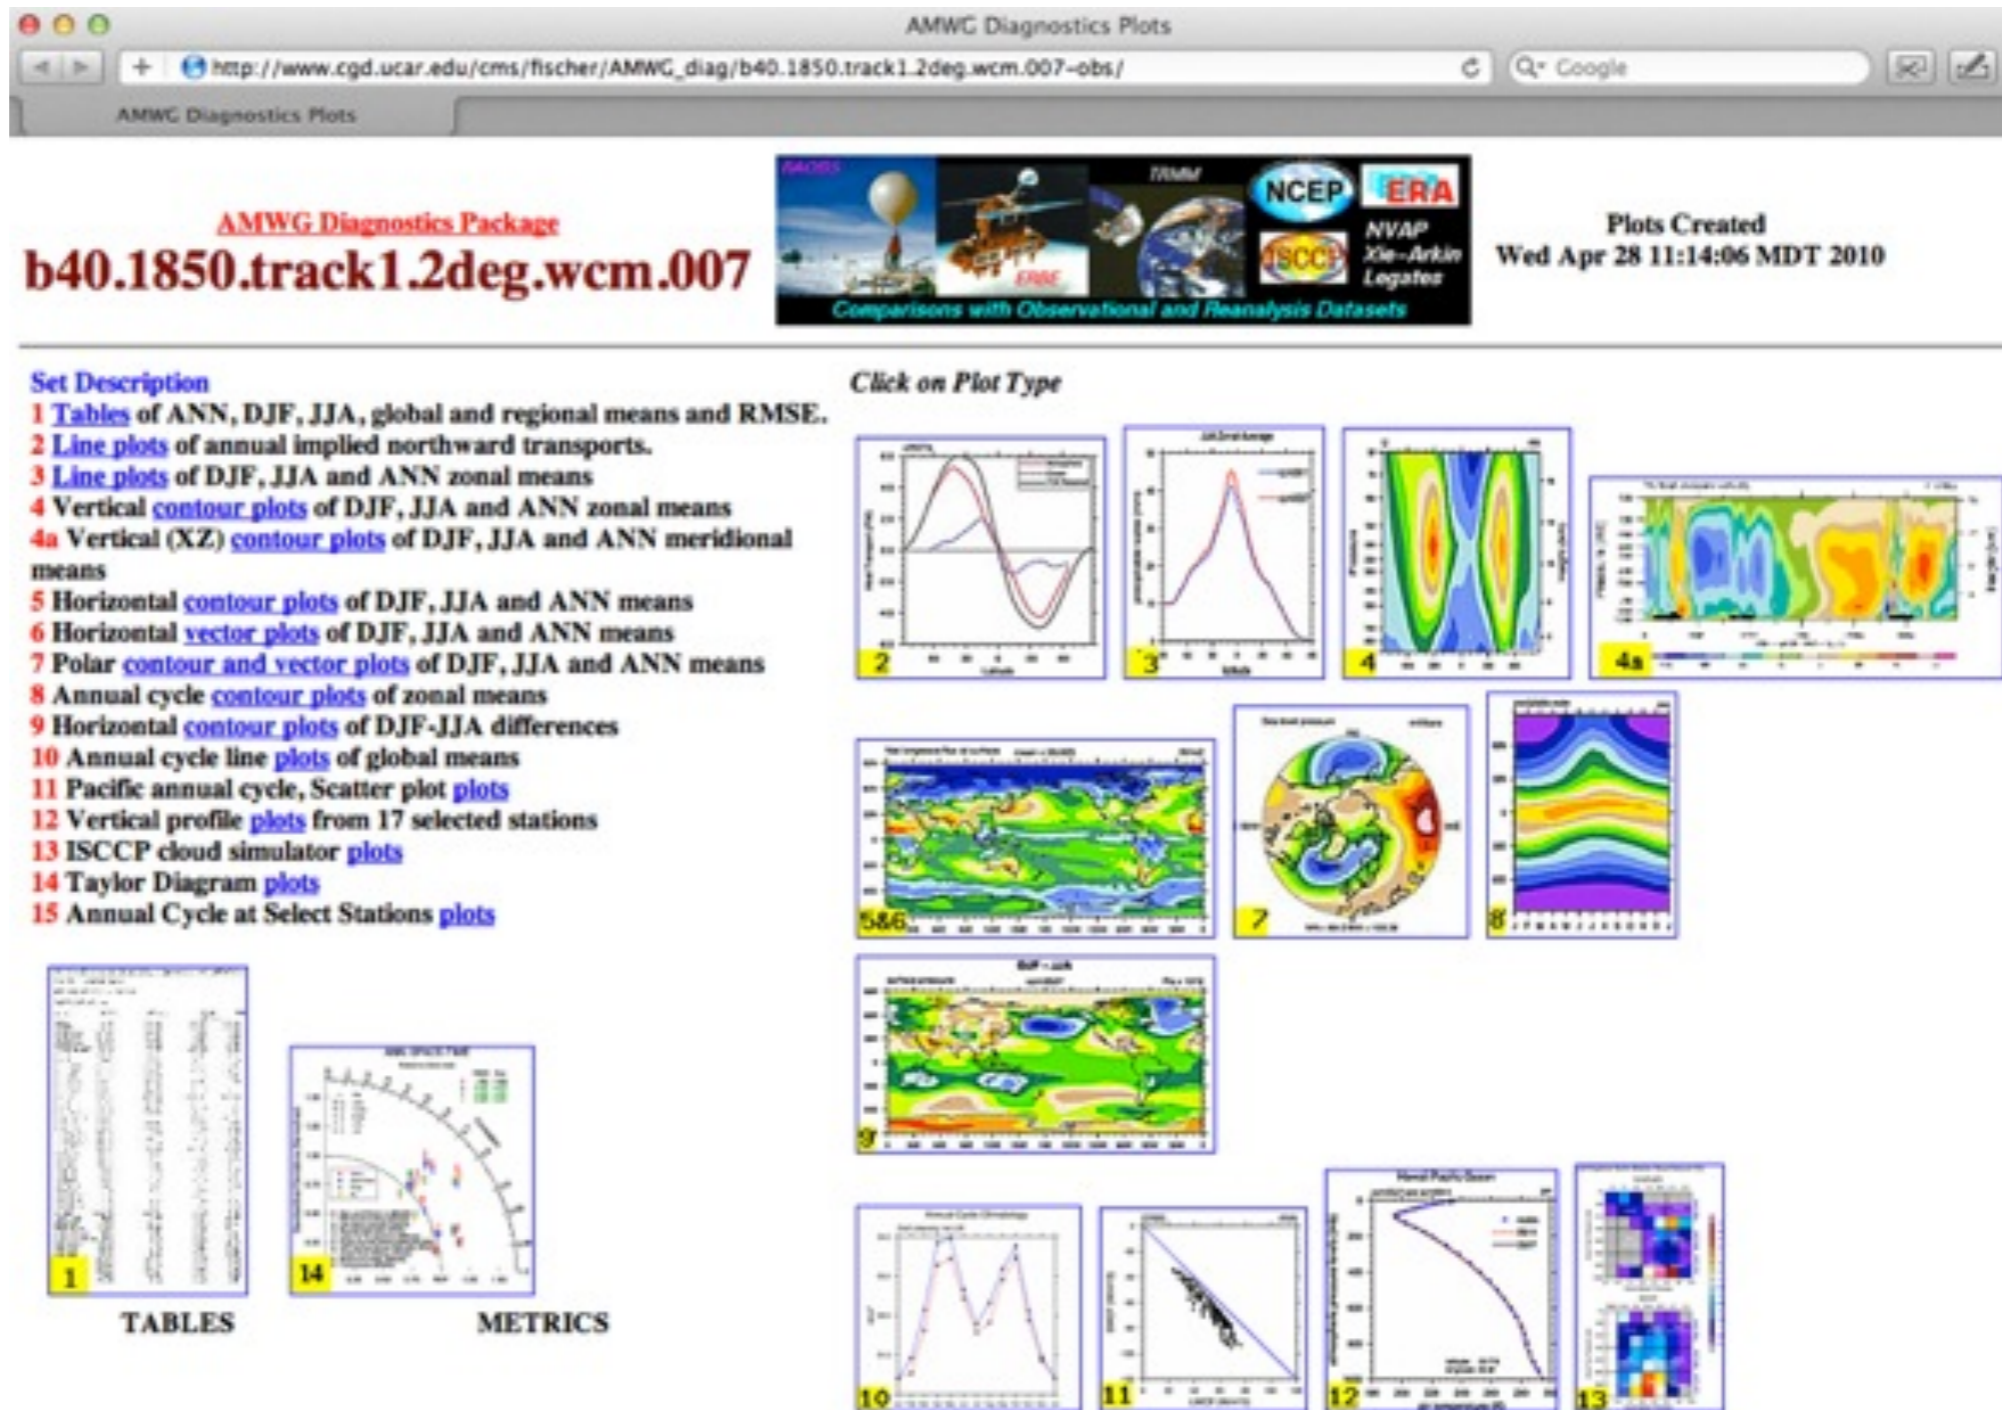 AMWG Diagnostics Plots
http://www.cgd.ucar.edu/cms/fischer/AMWG_diag/b40.1850.track1.2deg.wcm.007-obs/
Google
AMWG Diagnostics Plots
AMWG Diagnostics Package
b40.1850.track1.2deg.wcm.007
RAOBS
ERBE
TRMM
NCEP
ERA
ISCCP
NVAP
Xie-Arkin
Legates
Comparisons with Observational and Reanalysis Datasets
Plots Created
Wed Apr 28 11:14:06 MDT 2010
Set Description
1 Tables of ANN, DJF, JJA, global and regional means and RMSE.
2 Line plots of annual implied northward transports.
3 Line plots of DJF, JJA and ANN zonal means
4 Vertical contour plots of DJF, JJA and ANN zonal means
4a Vertical (XZ) contour plots of DJF, JJA and ANN meridional
means
5 Horizontal contour plots of DJF, JJA and ANN means
6 Horizontal vector plots of DJF, JJA and ANN means
7 Polar contour and vector plots of DJF, JJA and ANN means
8 Annual cycle contour plots of zonal means
9 Horizontal contour plots of DJF-JJA differences
10 Annual cycle line plots of global means
11 Pacific annual cycle, Scatter plot plots
12 Vertical profile plots from 17 selected stations
13 ISCCP cloud simulator plots
14 Taylor Diagram plots
15 Annual Cycle at Select Stations plots
Click on Plot Type
2
3
4
4a
5&6
7
8
9
1
14
TABLES
METRICS
10
11
12
13